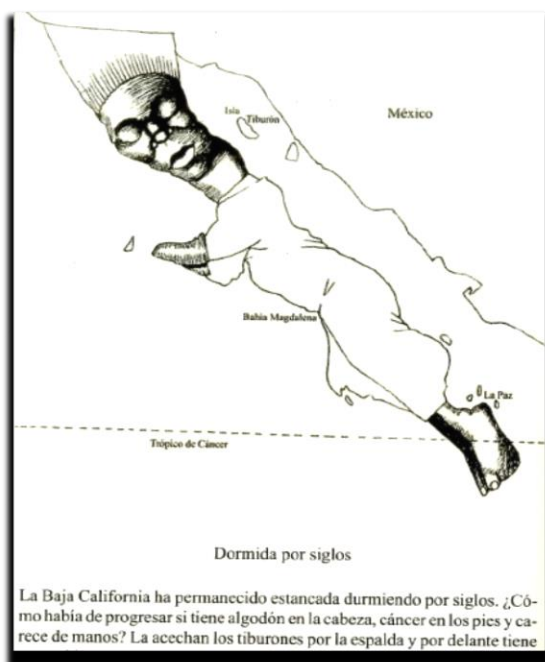 México
Isla
Tiburón
Bahía Magdalena
La Paz
Trópico de Cáncer
Dormida por siglos
La Baja California ha permanecido estancada durmiendo por siglos. ¿Có-
mo había de progresar si tiene algodón en la cabeza, cáncer en los pies y ca-
rece de manos? La acechan los tiburones por la espalda y por delante tiene